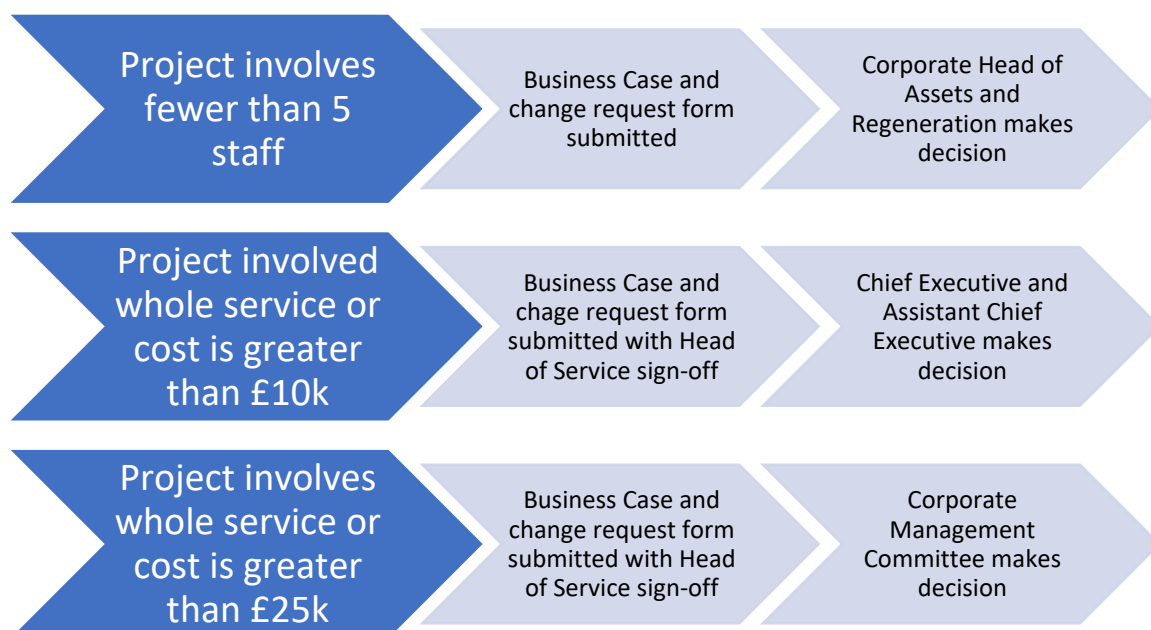 Project involves
fewer than 5
staff
Business Case and
change request form
submitted
Corporate Head of
Assets and
Regeneration makes
decision
Project involved
whole service or
cost is greater
than £10k
Business Case and
chage request form
submitted with Head
of Service sign-off
Chief Executive and
Assistant Chief
Executive makes
decision
Project involves
whole service or
cost is greater
than £25k
Business Case and
change request form
submitted with Head
of Service sign-off
Corporate
Management
Committee makes
decision